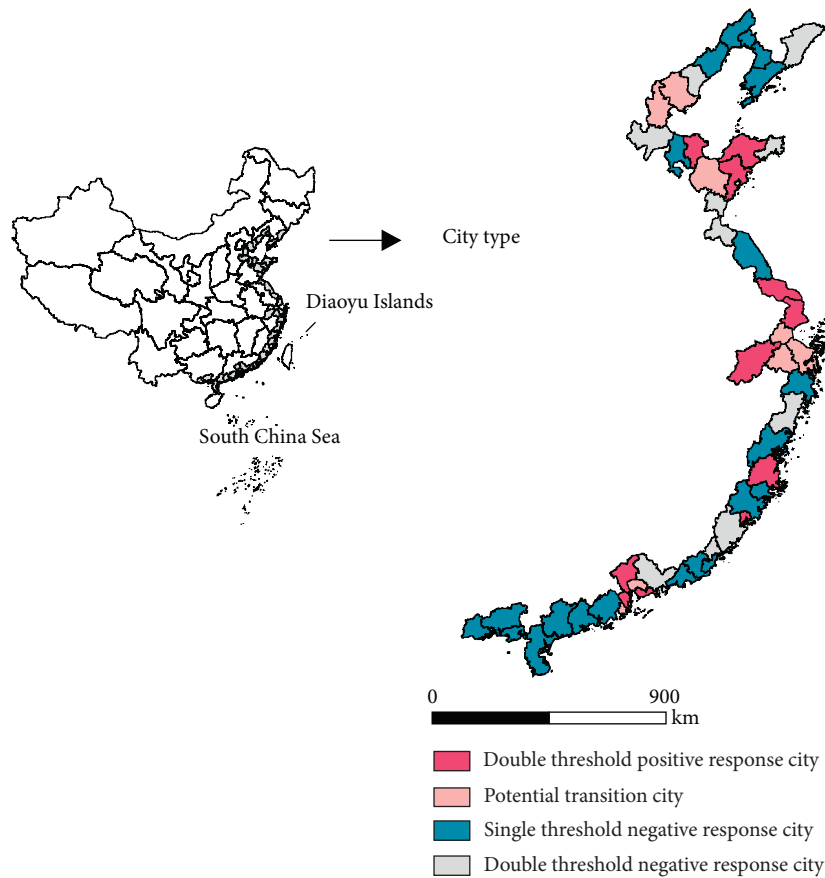 City type
Diaoyu Islands
South China Sea
0 900
km
Double threshold positive response city
Potential transition city
Single threshold negative response city
Double threshold negative response city